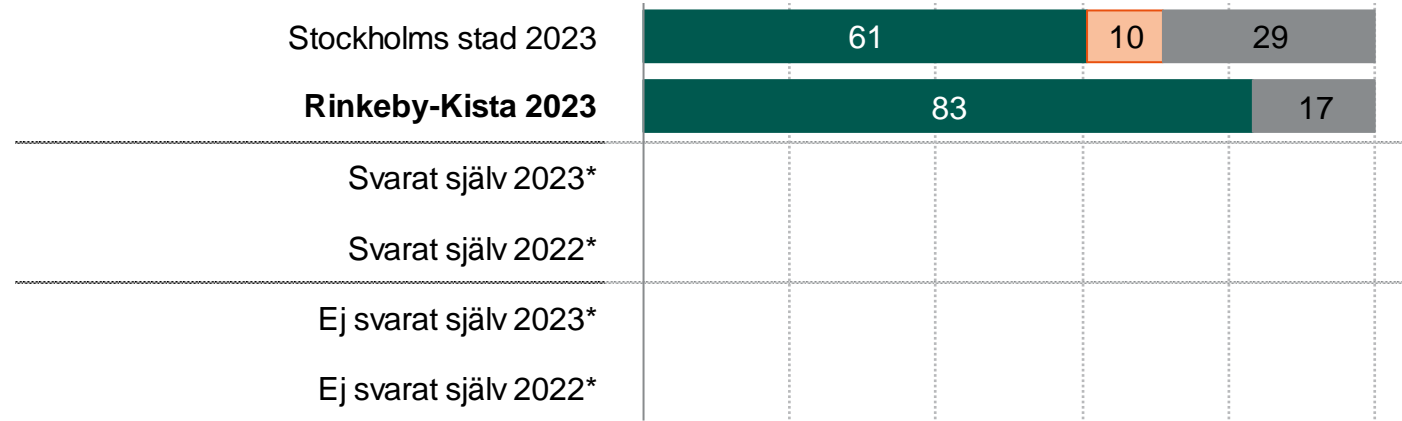 Stockholms stad 2023 61 10 29
Rinkeby-Kista 2023 83 17
Svarat själv 2023*
Svarat själv 2022*
Ej svarat själv 2023*
Ej svarat själv 2022*